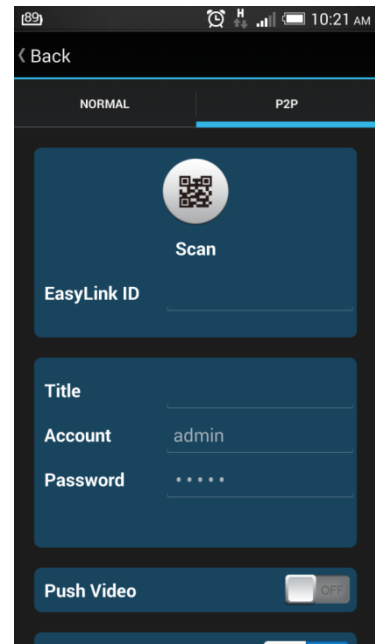 89
H
10:21 AM
Back
NORMAL
P2P
Scan
EasyLink ID
Title
Account admin
Password •••••
Push Video OFF